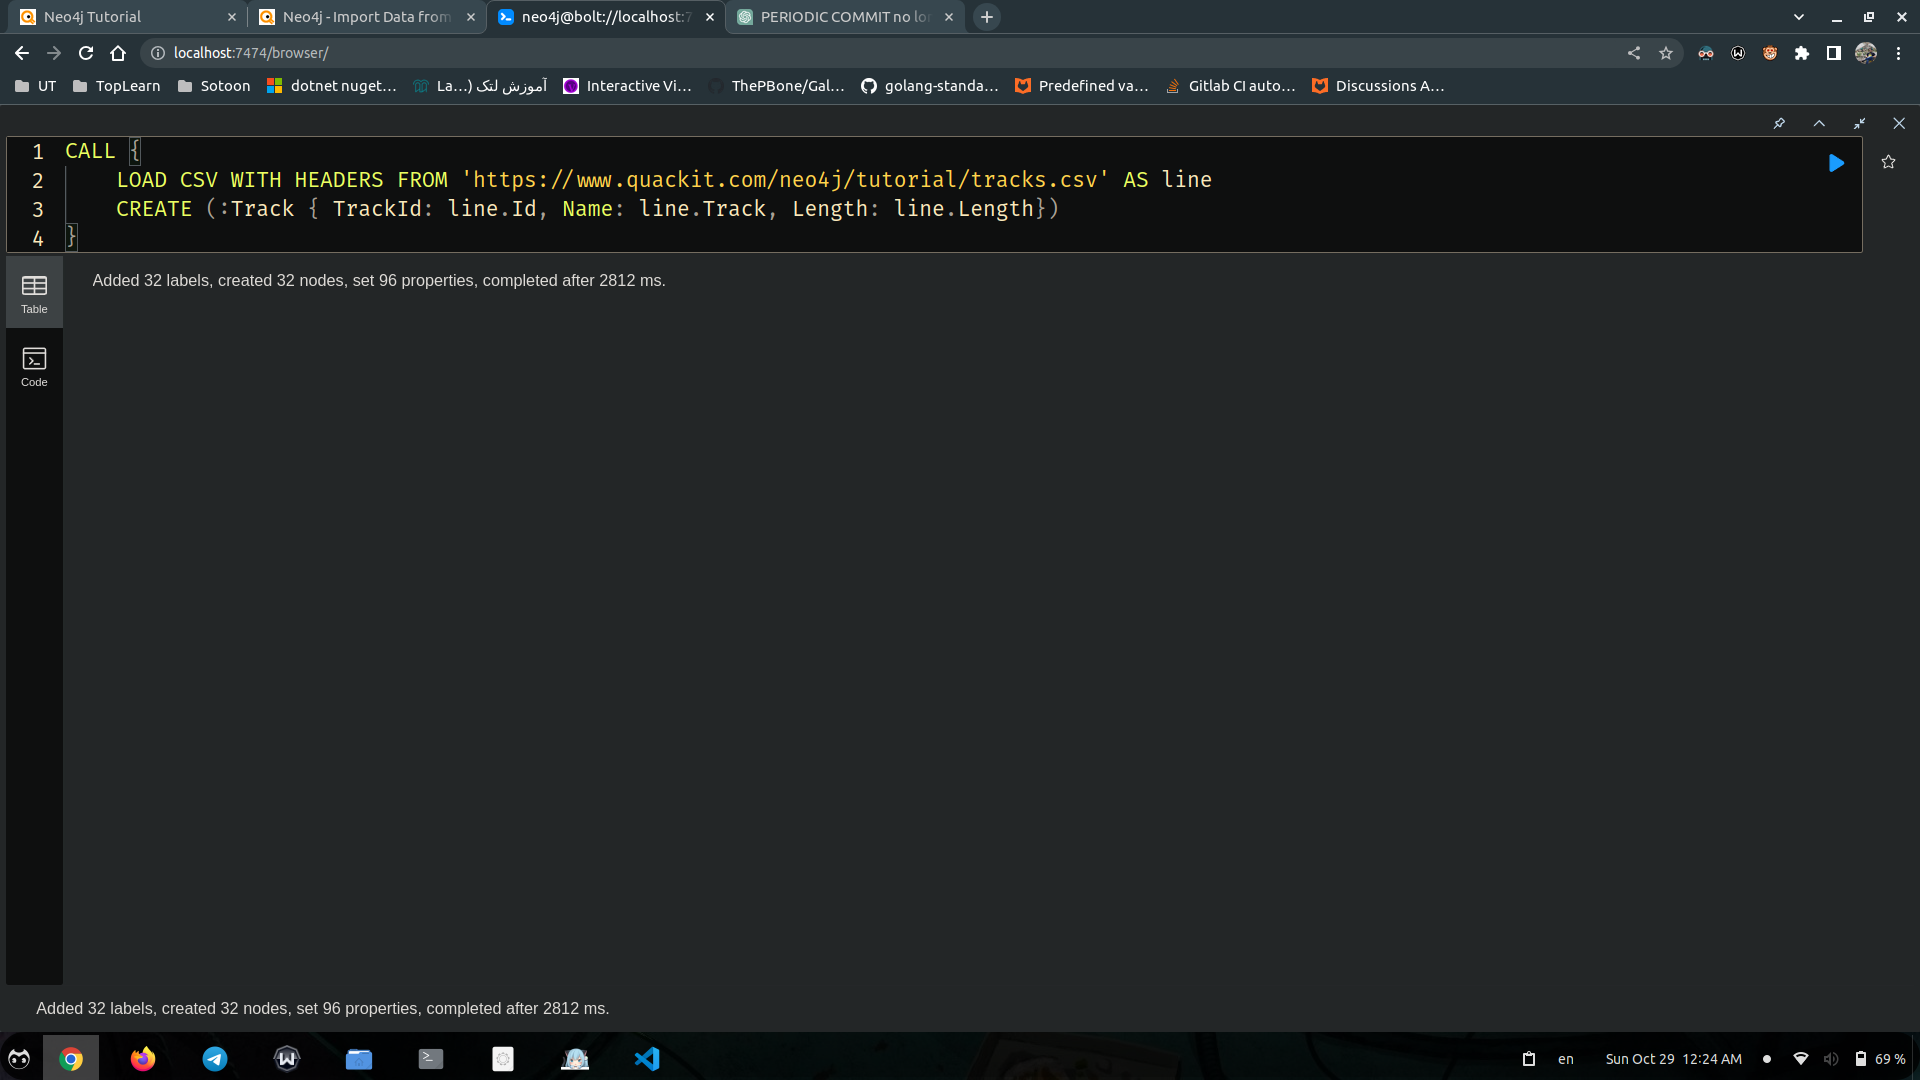 Neo4j Tutorial
Neo4j - Import Data from
neo4j@bolt://localhost:7
PERIODIC COMMIT no lon
localhost:7474/browser/
UT
TopLearn
Sotoon
dotnet nuget...
آموزش لتک (...La
Interactive Vi...
ThePBone/Gal...
golang-standa...
Predefined va...
Gitlab CI auto...
Discussions A...
1 CALL {
2 LOAD CSV WITH HEADERS FROM 'https://www.quackit.com/neo4j/tutorial/tracks.csv' AS line
3 CREATE (:Track { TrackId: line.Id, Name: line.Track, Length: line.Length})
4 }
Added 32 labels, created 32 nodes, set 96 properties, completed after 2812 ms.
Table
Code
Added 32 labels, created 32 nodes, set 96 properties, completed after 2812 ms.
en
Sun Oct 29 12:24 AM
69 %